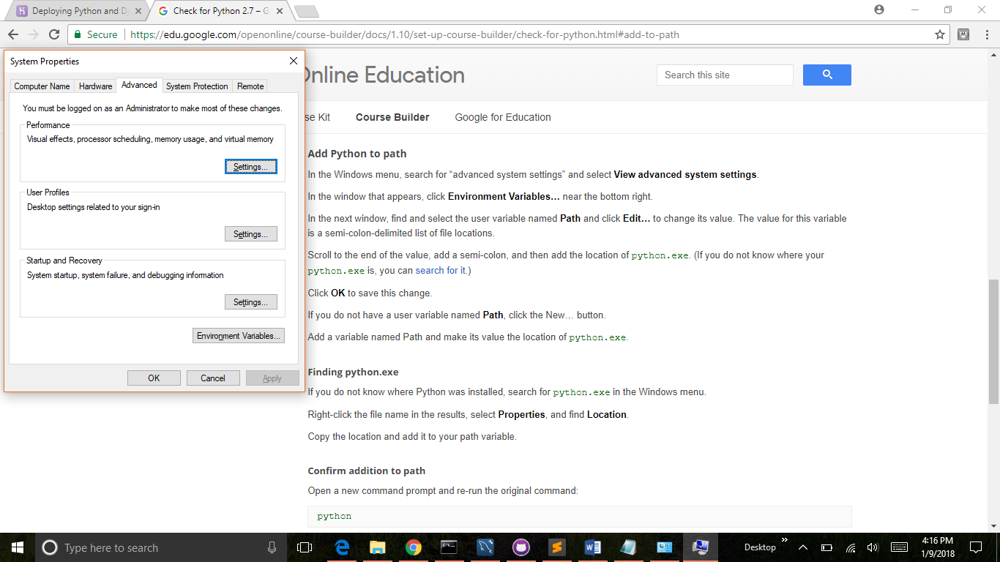 Deploying Python and Dj
Check for Python 2.7 – G
Secure
https://edu.google.com/openonline/course-builder/docs/1.10/set-up-course-builder/check-for-python.html#add-to-path
System Properties
Computer Name
Hardware
Advanced
System Protection
Remote
You must be logged on as an Administrator to make most of these changes.
Performance
Visual effects, processor scheduling, memory usage, and virtual memory
Settings...
User Profiles
Desktop settings related to your sign-in
Settings...
Startup and Recovery
System startup, system failure, and debugging information
Settings...
Environment Variables...
OK
Cancel
Apply
Online Education
Search this site
se Kit
Course Builder
Google for Education
Add Python to path
In the Windows menu, search for “advanced system settings” and select View advanced system settings.
In the window that appears, click Environment Variables… near the bottom right.
In the next window, find and select the user variable named Path and click Edit… to change its value. The value for this variable
is a semi-colon-delimited list of file locations.
Scroll to the end of the value, add a semi-colon, and then add the location of python.exe. (If you do not know where your
python.exe is, you can search for it.)
Click OK to save this change.
If you do not have a user variable named Path, click the New… button.
Add a variable named Path and make its value the location of python.exe.
Finding python.exe
If you do not know where Python was installed, search for python.exe in the Windows menu.
Right-click the file name in the results, select Properties, and find Location.
Copy the location and add it to your path variable.
Confirm addition to path
Open a new command prompt and re-run the original command:
python
Type here to search
Desktop
4:16 PM
1/9/2018